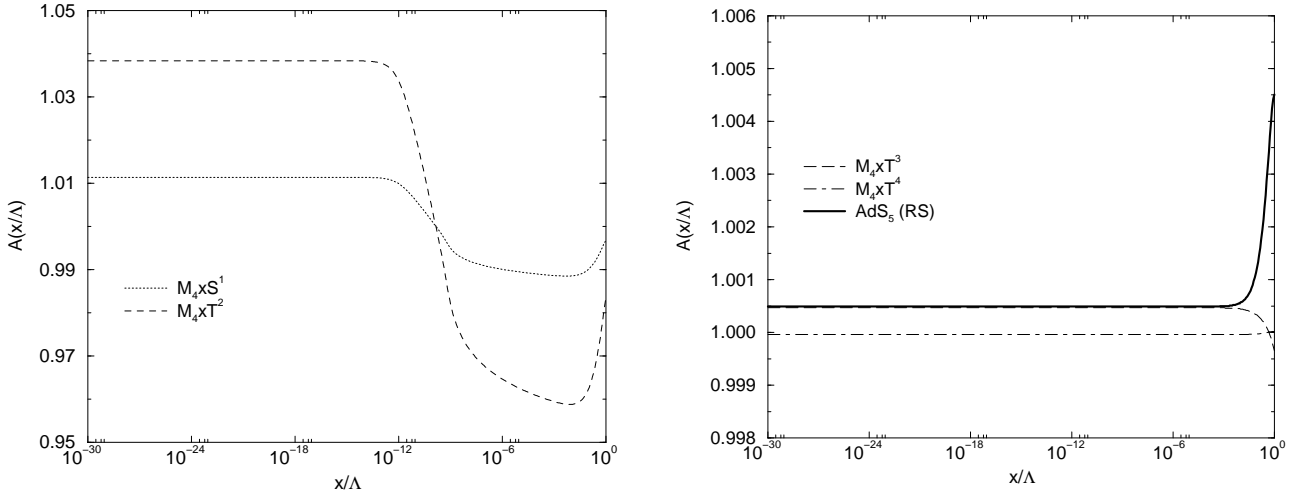 1.05
1.03
1.01
0.99
0.97
0.95
A(x/Λ)
M₄xS¹
M₄xT²
10⁻³⁰ 10⁻²⁴ 10⁻¹⁸ 10⁻¹² 10⁻⁶ 10⁰
x/Λ
1.006
1.005
1.004
1.003
1.002
1.001
1.000
0.999
0.998
A(x/Λ)
M₄xT³
M₄xT⁴
AdS₅ (RS)
10⁻³⁰ 10⁻²⁴ 10⁻¹⁸ 10⁻¹² 10⁻⁶ 10⁰
x/Λ